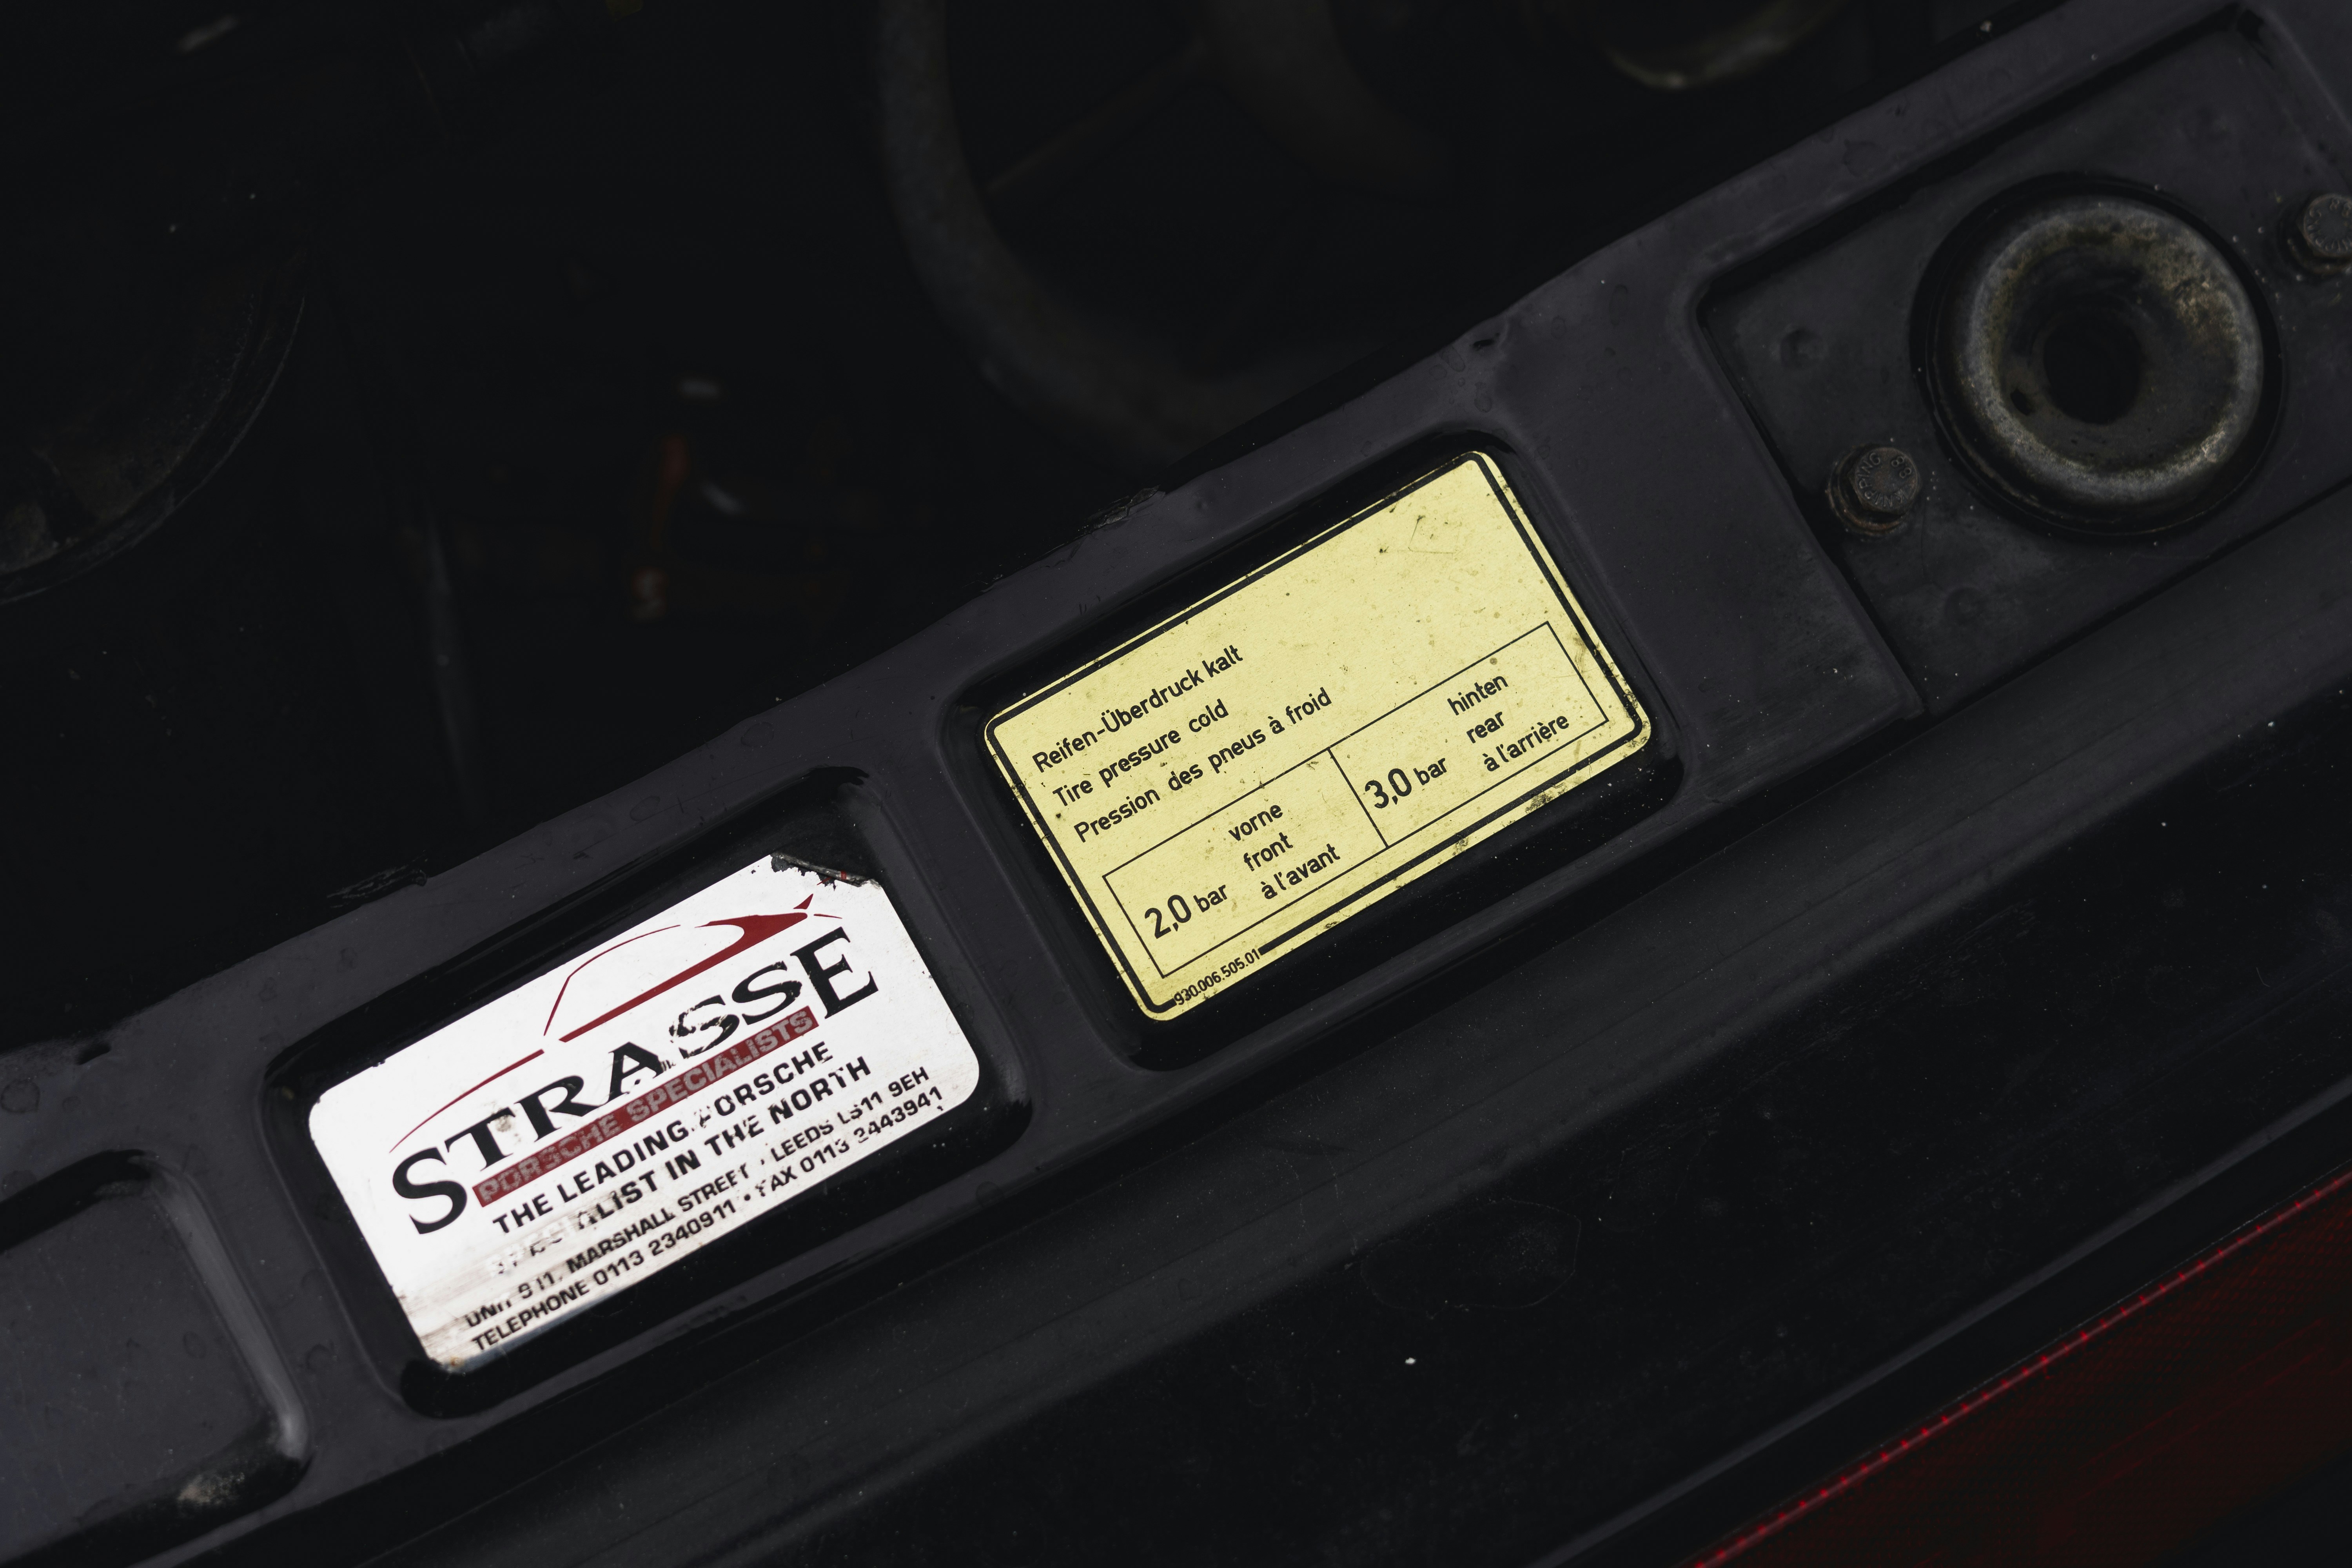 STRASSE
PORSCHE SPECIALISTS
THE LEADING PORSCHE
IN THE NORTH
MARSHALL STREET , LEEDS LS11 9EH
TELEPHONE 0113 2340911 • FAX 0113 2443941
Reifen-Überdruck kalt
Tire pressure cold
Pression des pneus à froid
vorne
front
2,0 bar à l'avant
hinten
rear
3,0 bar à l'arrière
930.006.505.01